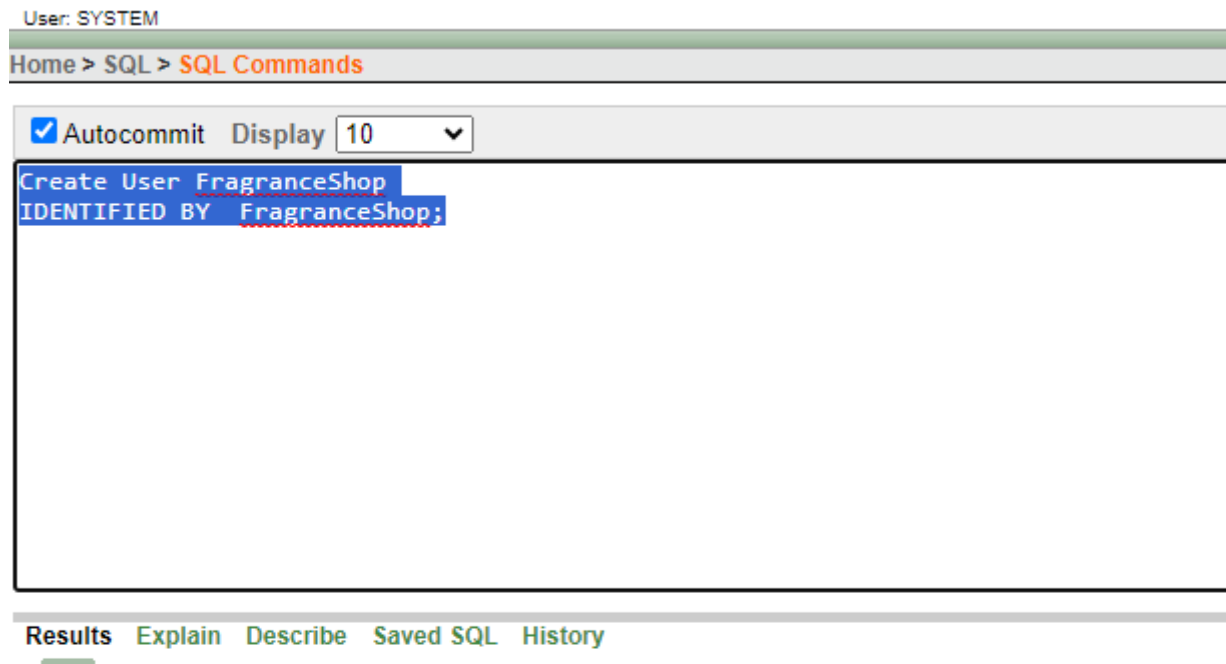 User: SYSTEM
Home > SQL > SQL Commands
Autocommit Display 10
Create User FragranceShop
IDENTIFIED BY  FragranceShop;
Results Explain Describe Saved SQL History